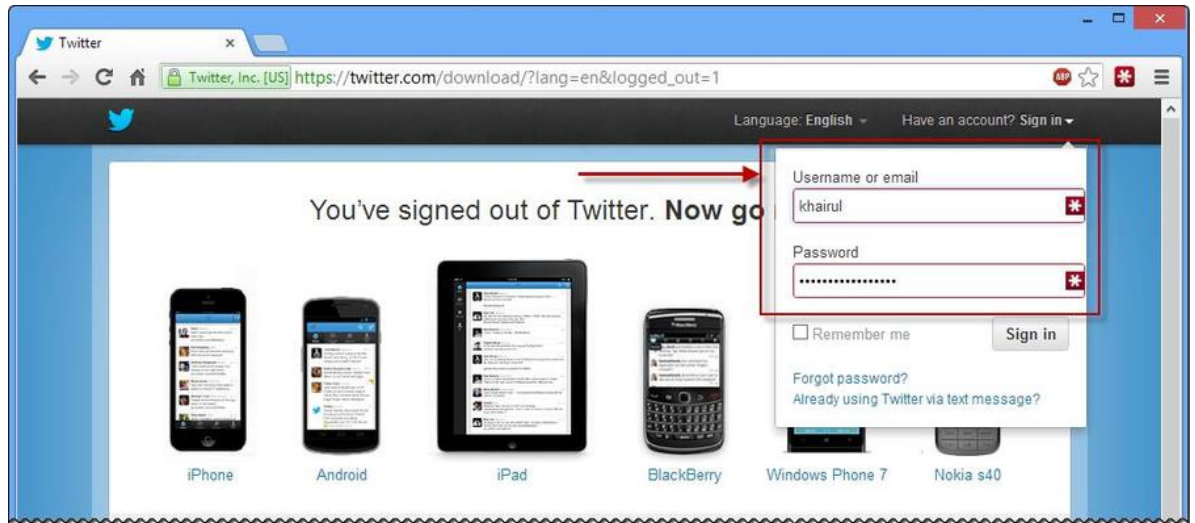 Twitter
Twitter, Inc. [US] https://twitter.com/download/?lang=en&logged_out=1
ABP
Language: English Have an account? Sign in
Username or email
khairul
Password
You've signed out of Twitter. Now go
Remember me Sign in
Forgot password?
Already using Twitter via text message?
iPhone Android iPad BlackBerry Windows Phone 7 Nokia s40